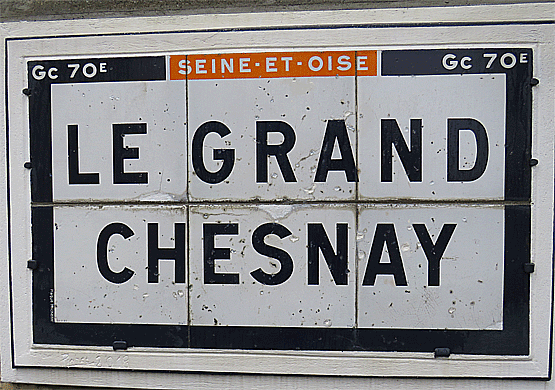 Gc 70E SEINE-ET-OISE Gc 70E
LE GRAND
CHESNAY